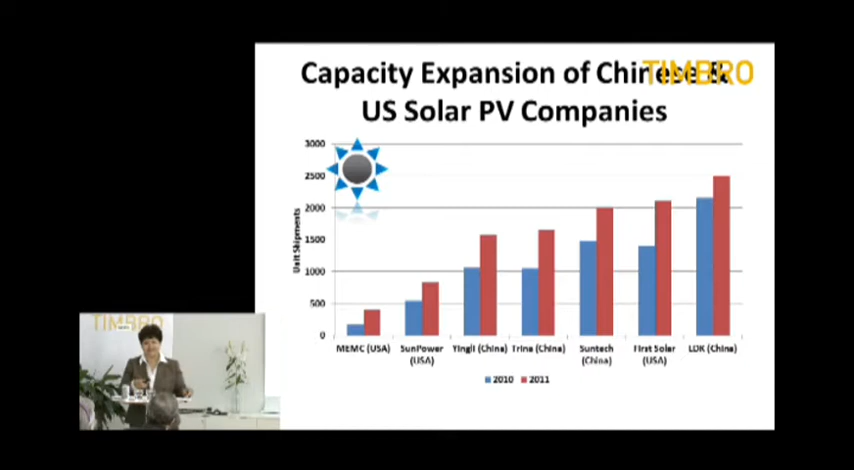 Capacity Expansion of Chinese &
TIMBRO
US Solar PV Companies
3000
2500
2000
1500
1000
500
0
Unit Shipments
MEMC (USA) SunPower (USA) Yingli (China) Trina (China) Suntech (China) First Solar (USA) LDK (China)
2010 2011
TIMBRO